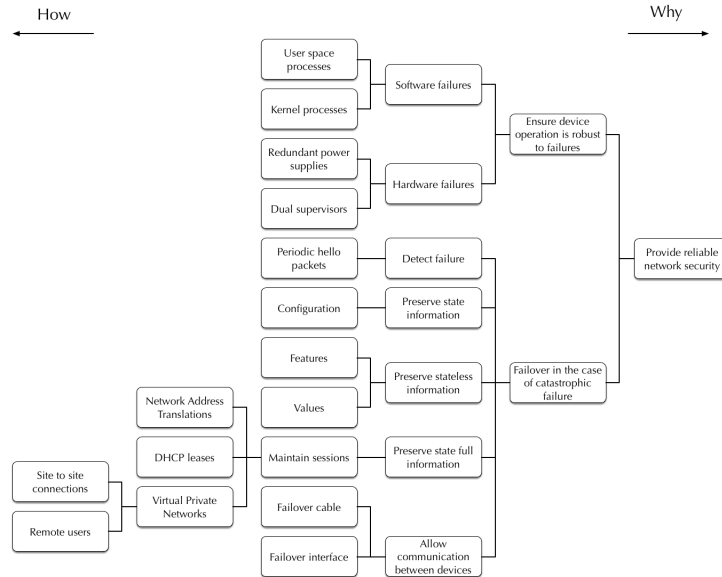 How
Why
User space
processes
Software failures
Kernel processes
Ensure device
operation is robust
to failures
Redundant power
supplies
Hardware failures
Dual supervisors
Periodic hello
packets
Detect failure
Provide reliable
network security
Configuration
Preserve state
information
Features
Preserve stateless
information
Failover in the case
of catastrophic
failure
Values
Network Address
Translations
DHCP leases
Maintain sessions
Preserve state full
information
Site to site
connections
Virtual Private
Networks
Remote users
Failover cable
Failover interface
Allow
communication
between devices